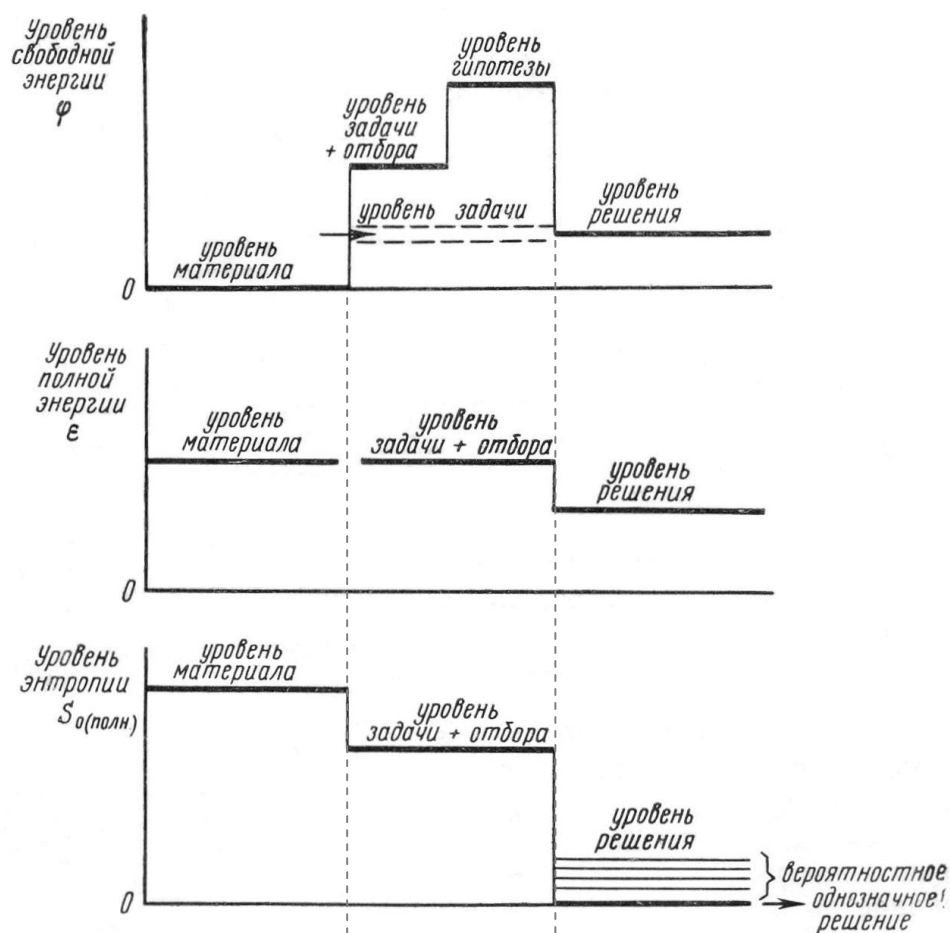 Уровень
свободной
энергии
φ
уровень
гипотезы
уровень
задачи
+ отбора
уровень задачи
уровень
решения
уровень
материала
0
Уровень
полной
энергии
ε
уровень
материала
уровень
задачи + отбора
уровень
решения
0
Уровень
энтропии
S₀(полн)
уровень
материала
уровень
задачи + отбора
уровень
решения
вероятностное
однозначное
решение
0